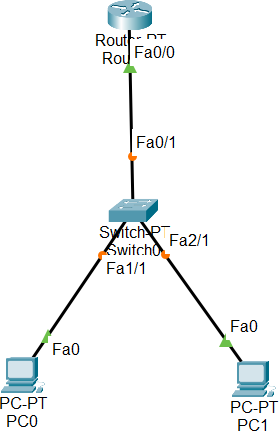 Router-PT
Rou
Fa0/0
Fa0/1
Switch-PT
Switch0
Fa1/1
Fa2/1
Fa0
Fa0
PC-PT
PC0
PC-PT
PC1